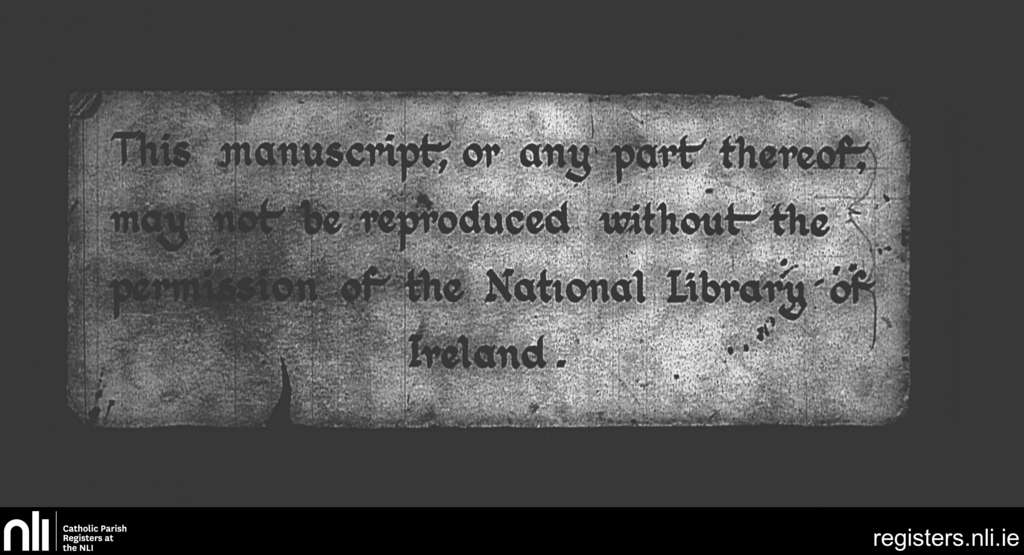 This manuscript, or any part thereof,
may not be reproduced without the
permission of the National Library of
Ireland.
nli
Catholic Parish
Registers at
the NLI
registers.nli.ie